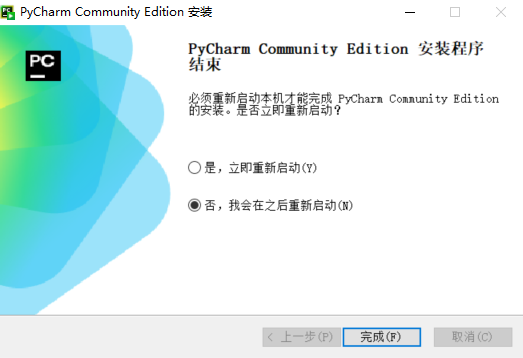 PyCharm Community Edition 安装
PC
PyCharm Community Edition 安装程序
结束
必须重新启动本机才能完成 PyCharm Community Edition
的安装。是否立即重新启动？
是，立即重新启动(Y)
否，我会在之后重新启动(N)
< 上一步(P) 完成(F) 取消(C)